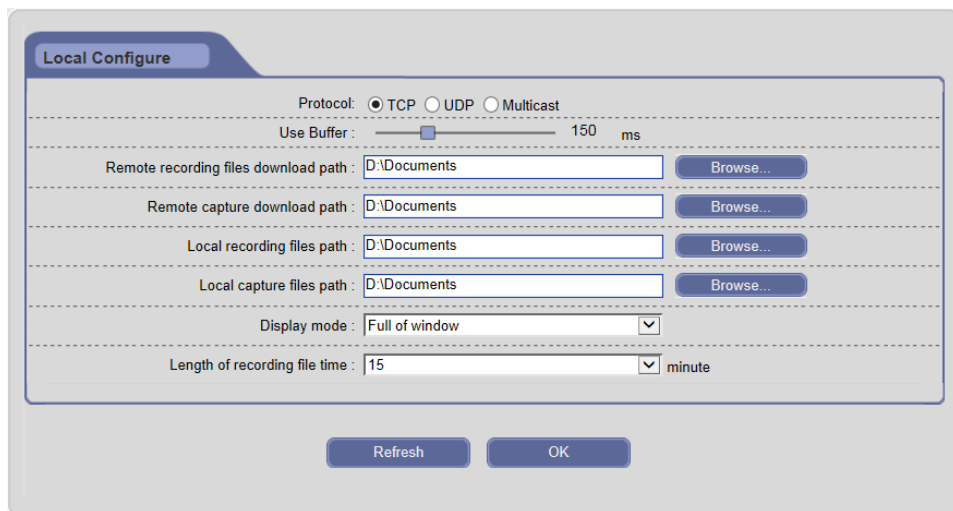 Local Configure
Protocol: TCP UDP Multicast
Use Buffer : 150 ms
Remote recording files download path : D:\Documents Browse...
Remote capture download path : D:\Documents Browse...
Local recording files path : D:\Documents Browse...
Local capture files path : D:\Documents Browse...
Display mode : Full of window
Length of recording file time : 15 minute
Refresh OK